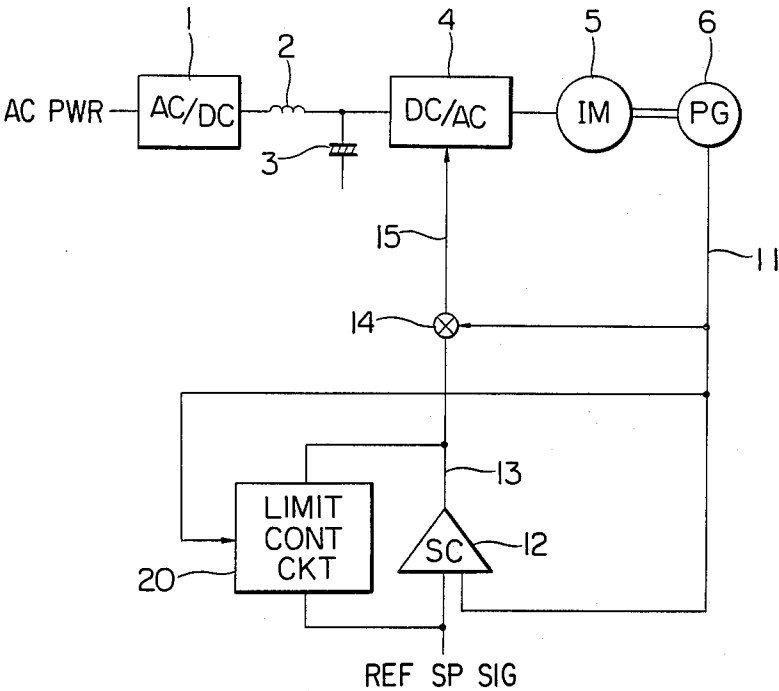 1
2
4
5
6
AC PWR
AC/DC
DC/AC
IM
PG
3
15
11
14
13
LIMIT
CONT
CKT
SC
12
20
REF SP SIG